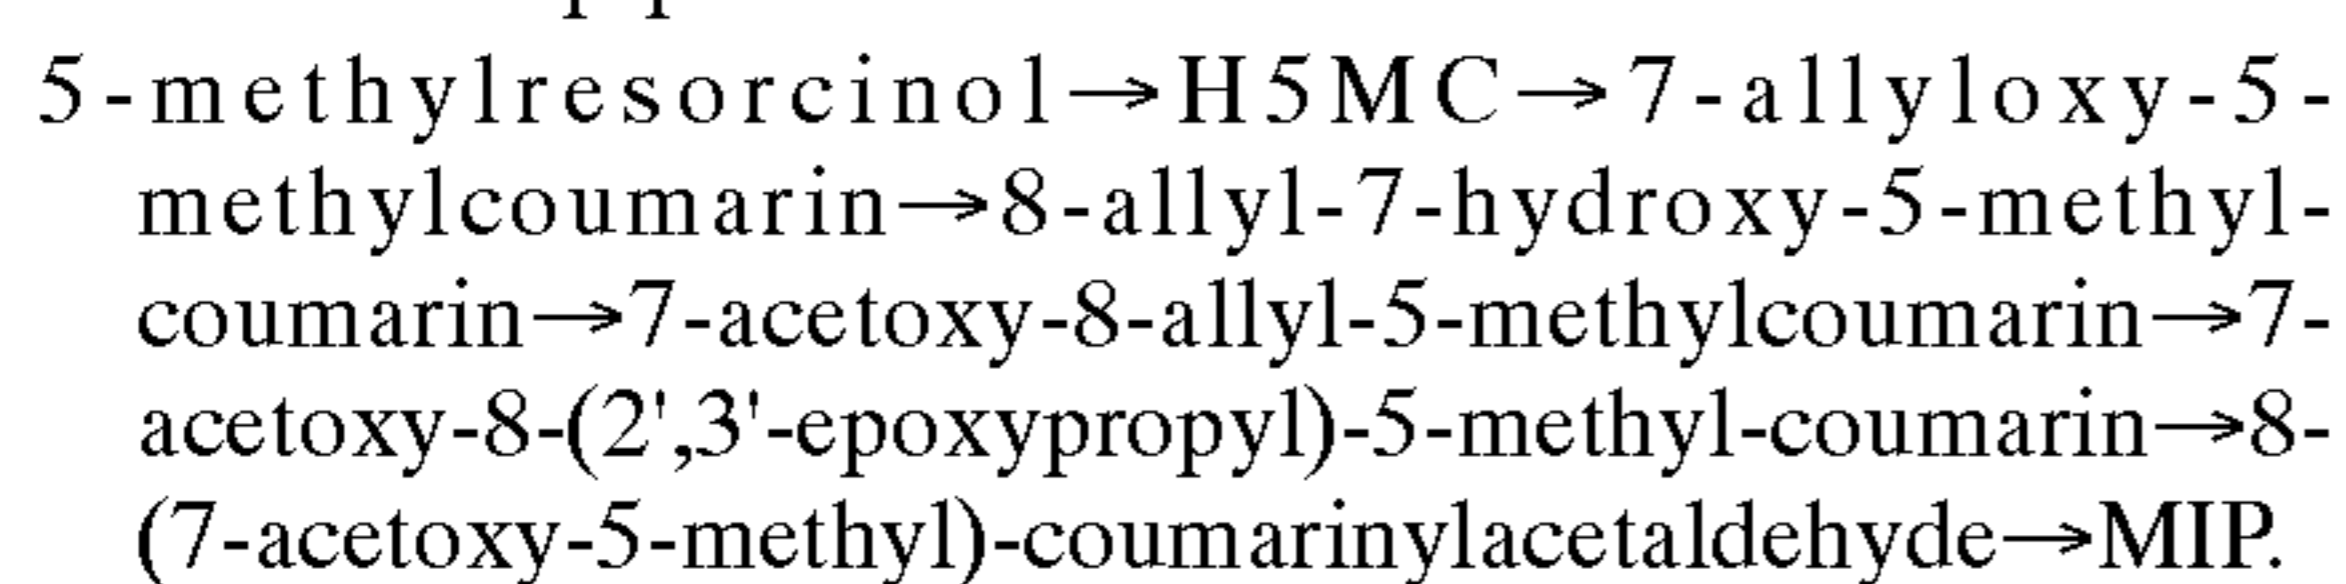 5-methylresorcinol→H5MC→7-allyloxy-5-
methylcoumarin→8-allyl-7-hydroxy-5-methyl-
coumarin→7-acetoxy-8-allyl-5-methylcoumarin→7-
acetoxy-8-(2',3'-epoxypropyl)-5-methyl-coumarin→8-
(7-acetoxy-5-methyl)-coumarinylacetaldehyde→MIP.